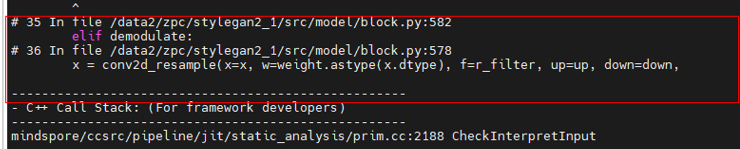 ^
# 35 In file /data2/zpc/stylegan2_1/src/model/block.py:582
elif demodulate:
# 36 In file /data2/zpc/stylegan2_1/src/model/block.py:578
x = conv2d_resample(x=x, w=weight.astype(x.dtype), f=r_filter, up=up, down=down,
----------------------------------------------------
- C++ Call Stack: (For framework developers)
----------------------------------------------------
mindspore/ccsrc/pipeline/jit/static_analysis/prim.cc:2188 CheckInterpretInput